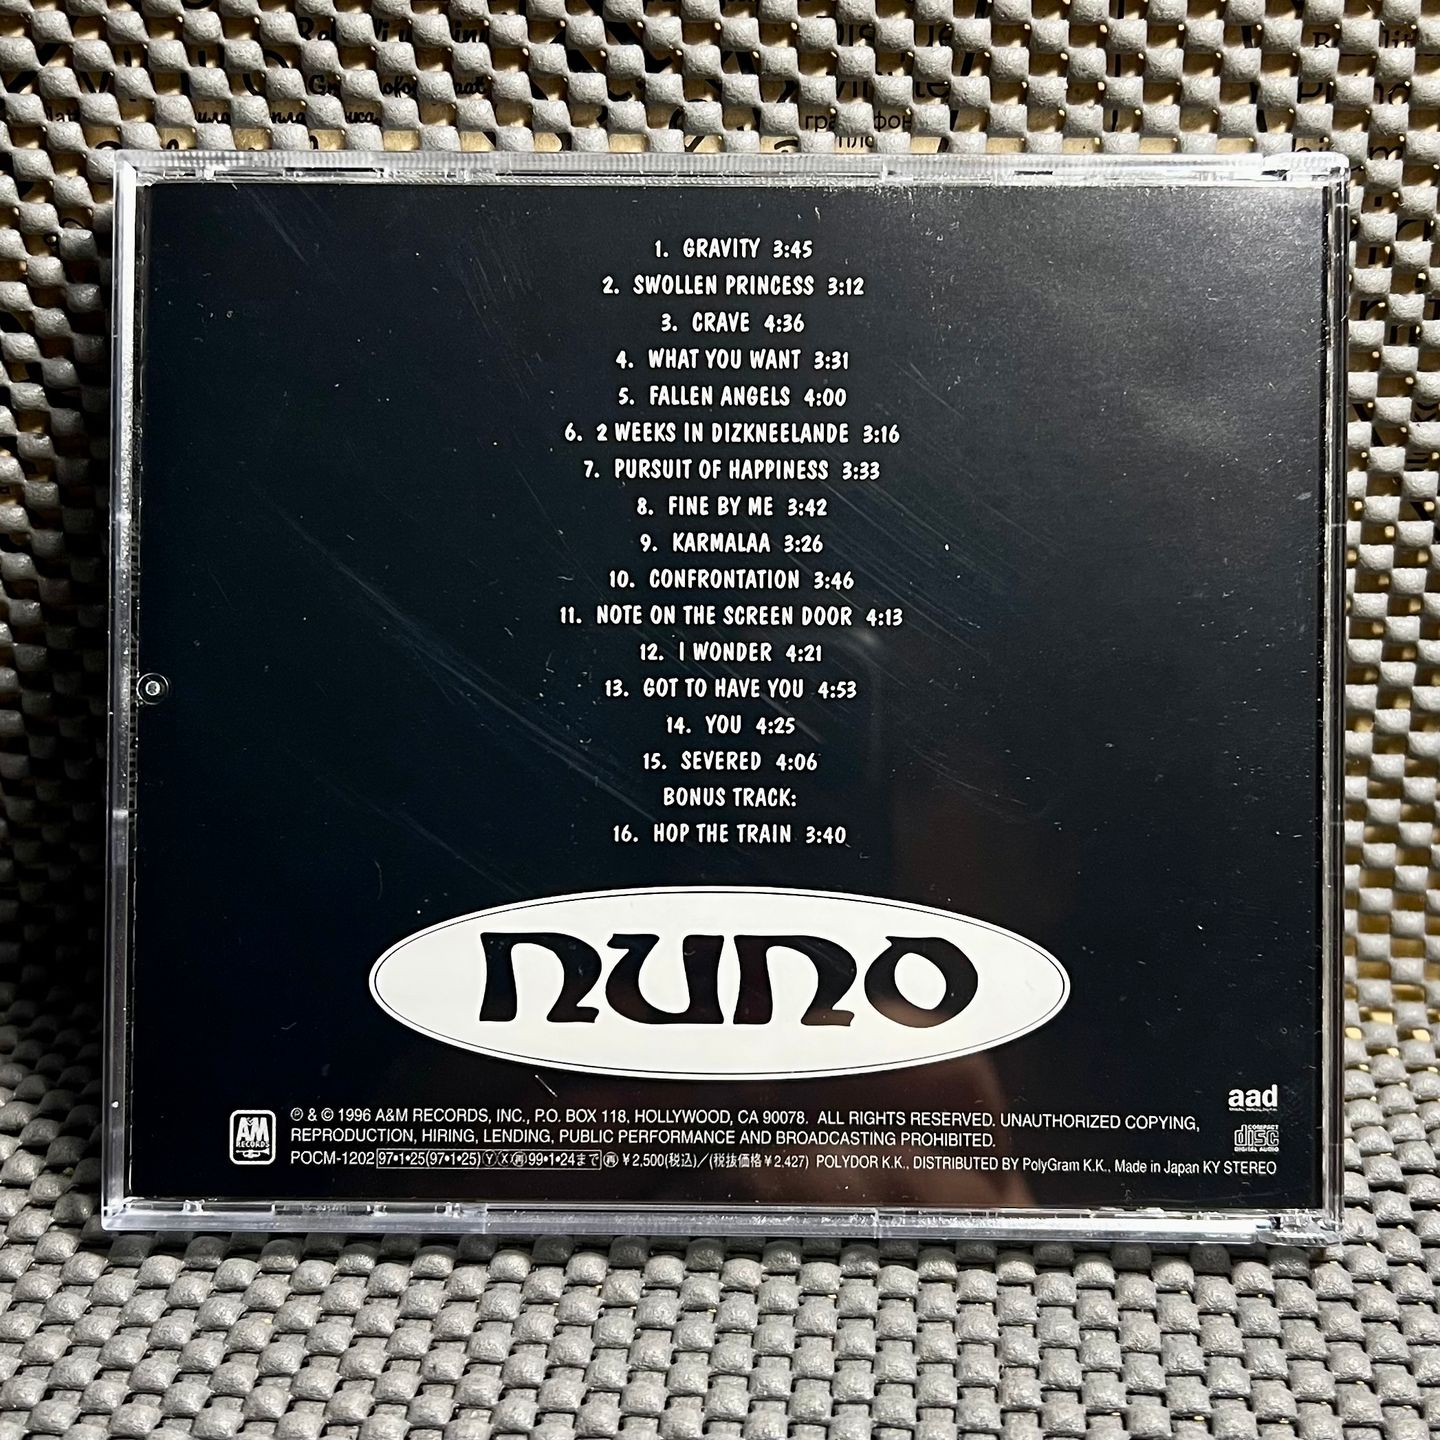 1. GRAVITY 3:45
2. SWOLLEN PRINCESS 3:12
3. CRAVE 4:36
4. WHAT YOU WANT 3:31
5. FALLEN ANGELS 4:00
6. 2 WEEKS IN DIZKNEELANDE 3:16
7. PURSUIT OF HAPPINESS 3:33
8. FINE BY ME 3:42
9. KARMALAA 3:26
10. CONFRONTATION 3:46
11. NOTE ON THE SCREEN DOOR 4:13
12. I WONDER 4:21
13. GOT TO HAVE YOU 4:53
14. YOU 4:25
15. SEVERED 4:06
BONUS TRACK:
16. HOP THE TRAIN 3:40
NUNO
aad
A&M
RECORDS
℗ & © 1996 A&M RECORDS, INC., P.O. BOX 118, HOLLYWOOD, CA 90078. ALL RIGHTS RESERVED. UNAUTHORIZED COPYING,
REPRODUCTION, HIRING, LENDING, PUBLIC PERFORMANCE AND BROADCASTING PROHIBITED.
COMPACT
disc
DIGITAL AUDIO
POCM-1202 97•1•25(97•1•25) Ⓨ Ⓧ 再 99•1•24まで 再 ¥2,500(税込)/(税抜価格¥2,427) POLYDOR K.K., DISTRIBUTED BY PolyGram K.K., Made in Japan KY STEREO